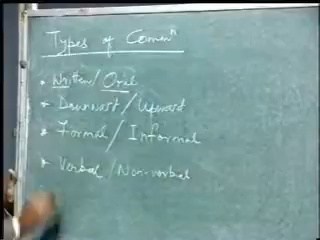 Types of Commⁿ
• Written/Oral
• Downward/Upward
• Formal/Informal
• Verbal/Non-verbal